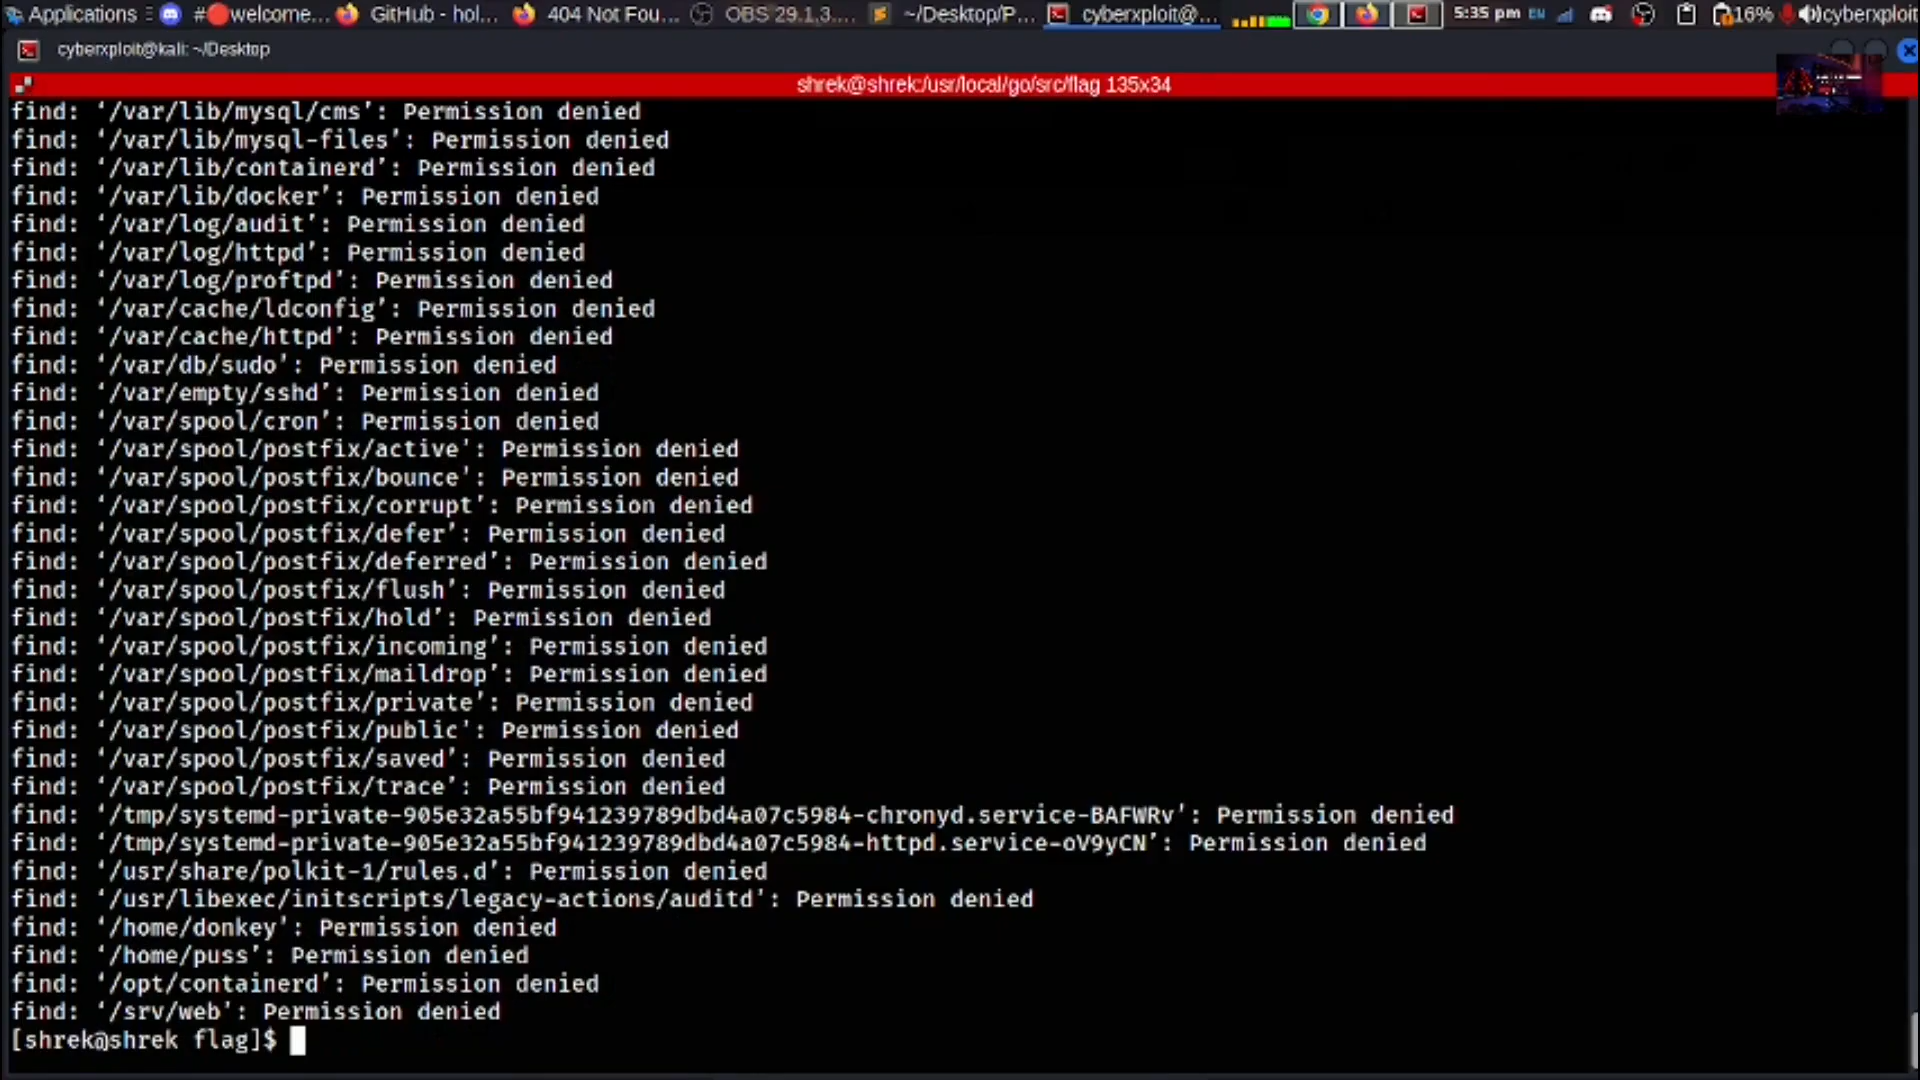 Applications #welcome... GitHub - hol... 404 Not Fou... OBS 29.1.3.... ~/Desktop/P... cyberxploit@... 5:35 pm EN 16% cyberxploit
cyberxploit@kali: ~/Desktop
shrek@shrek:/usr/local/go/src/flag 135x34
find: ‘/var/lib/mysql/cms’: Permission denied
find: ‘/var/lib/mysql-files’: Permission denied
find: ‘/var/lib/containerd’: Permission denied
find: ‘/var/lib/docker’: Permission denied
find: ‘/var/log/audit’: Permission denied
find: ‘/var/log/httpd’: Permission denied
find: ‘/var/log/proftpd’: Permission denied
find: ‘/var/cache/ldconfig’: Permission denied
find: ‘/var/cache/httpd’: Permission denied
find: ‘/var/db/sudo’: Permission denied
find: ‘/var/empty/sshd’: Permission denied
find: ‘/var/spool/cron’: Permission denied
find: ‘/var/spool/postfix/active’: Permission denied
find: ‘/var/spool/postfix/bounce’: Permission denied
find: ‘/var/spool/postfix/corrupt’: Permission denied
find: ‘/var/spool/postfix/defer’: Permission denied
find: ‘/var/spool/postfix/deferred’: Permission denied
find: ‘/var/spool/postfix/flush’: Permission denied
find: ‘/var/spool/postfix/hold’: Permission denied
find: ‘/var/spool/postfix/incoming’: Permission denied
find: ‘/var/spool/postfix/maildrop’: Permission denied
find: ‘/var/spool/postfix/private’: Permission denied
find: ‘/var/spool/postfix/public’: Permission denied
find: ‘/var/spool/postfix/saved’: Permission denied
find: ‘/var/spool/postfix/trace’: Permission denied
find: ‘/tmp/systemd-private-905e32a55bf941239789dbd4a07c5984-chronyd.service-BAFWRv’: Permission denied
find: ‘/tmp/systemd-private-905e32a55bf941239789dbd4a07c5984-httpd.service-oV9yCN’: Permission denied
find: ‘/usr/share/polkit-1/rules.d’: Permission denied
find: ‘/usr/libexec/initscripts/legacy-actions/auditd’: Permission denied
find: ‘/home/donkey’: Permission denied
find: ‘/home/puss’: Permission denied
find: ‘/opt/containerd’: Permission denied
find: ‘/srv/web’: Permission denied
[shrek@shrek flag]$